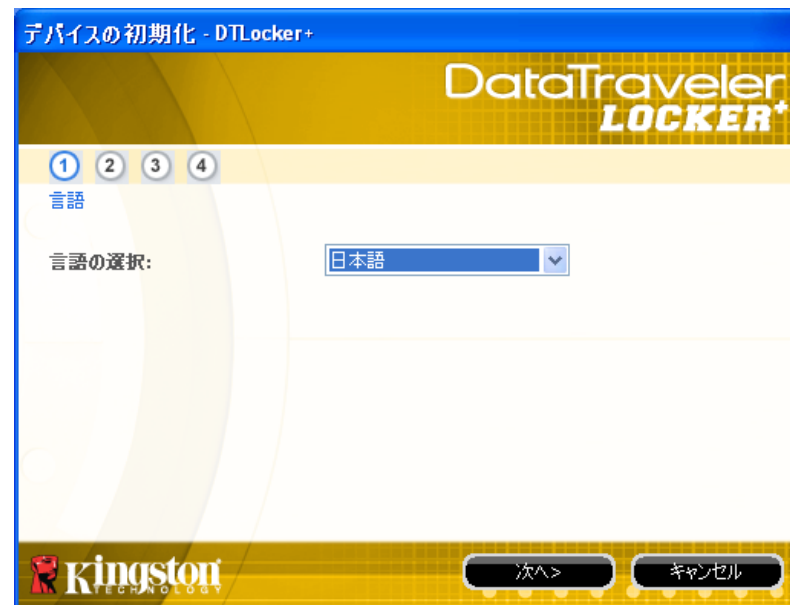 デバイスの初期化 - DTLocker+
DataTraveler
LOCKER+
1 2 3 4
言語
言語の選択:
日本語
Kingston
TECHNOLOGY
次へ>
キャンセル